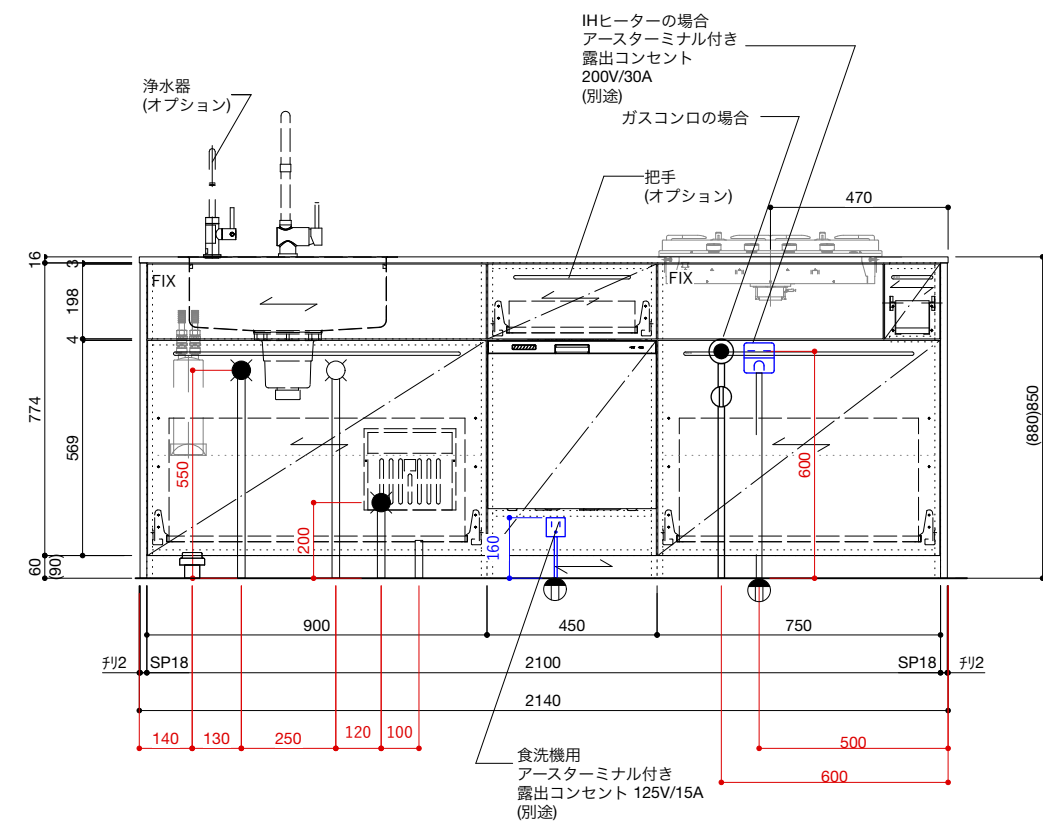 IHヒーターの場合
アースターミナル付き
露出コンセント
200V/30A
(別途)
ガスコンロの場合
浄水器
(オプション)
把手
(オプション)
470
16
3
198
4
774
569
60
(90)
FIX
FIX
(880)850
550
200
160
600
900
450
750
チリ2
SP18
2100
SP18
チリ2
2140
140
130
250
120
100
500
600
食洗機用
アースターミナル付き
露出コンセント 125V/15A
(別途)